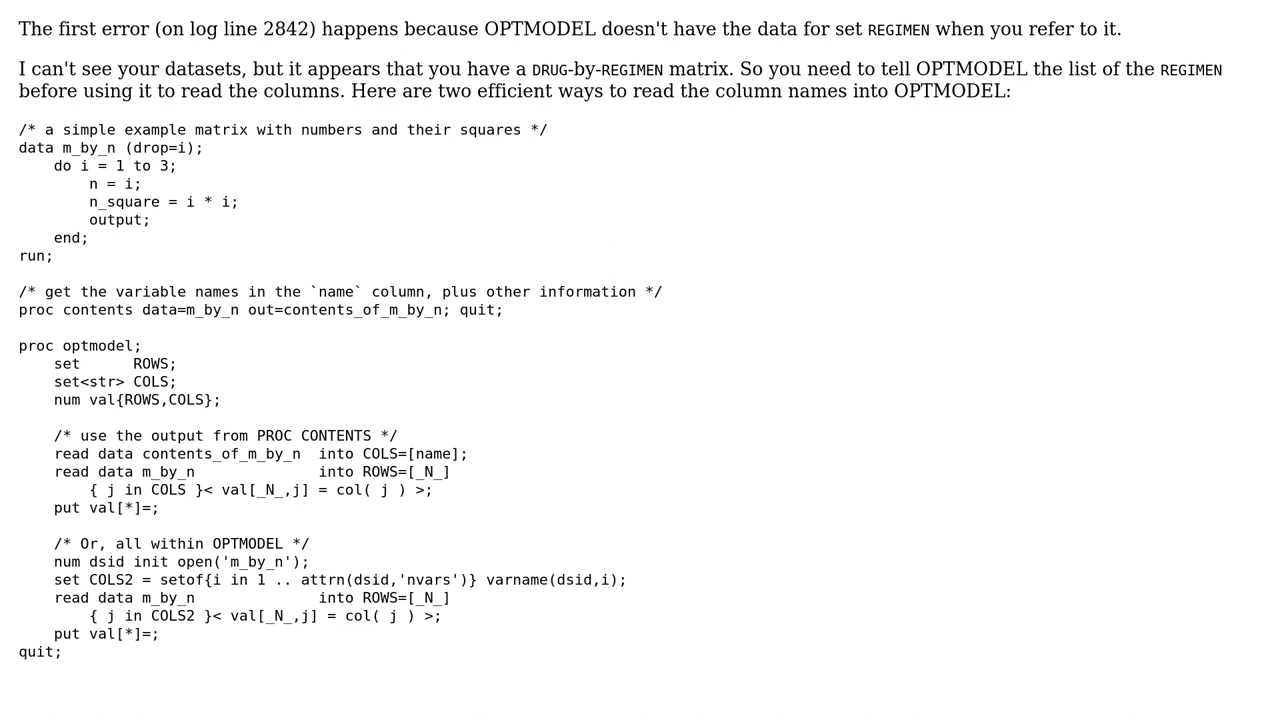 The first error (on log line 2842) happens because OPTMODEL doesn't have the data for set REGIMEN when you refer to it.
I can't see your datasets, but it appears that you have a DRUG-by-REGIMEN matrix. So you need to tell OPTMODEL the list of the REGIMEN
before using it to read the columns. Here are two efficient ways to read the column names into OPTMODEL:
/* a simple example matrix with numbers and their squares */
data m_by_n (drop=i);
    do i = 1 to 3;
        n = i;
        n_square = i * i;
        output;
    end;
run;
/* get the variable names in the `name` column, plus other information */
proc contents data=m_by_n out=contents_of_m_by_n; quit;
proc optmodel;
    set      ROWS;
    set<str> COLS;
    num val{ROWS,COLS};
    /* use the output from PROC CONTENTS */
    read data contents_of_m_by_n  into COLS=[name];
    read data m_by_n              into ROWS=[_N_]
        { j in COLS }< val[_N_,j] = col( j ) >;
    put val[*]=;
    /* Or, all within OPTMODEL */
    num dsid init open('m_by_n');
    set COLS2 = setof{i in 1 .. attrn(dsid,'nvars')} varname(dsid,i);
    read data m_by_n              into ROWS=[_N_]
        { j in COLS2 }< val[_N_,j] = col( j ) >;
    put val[*]=;
quit;